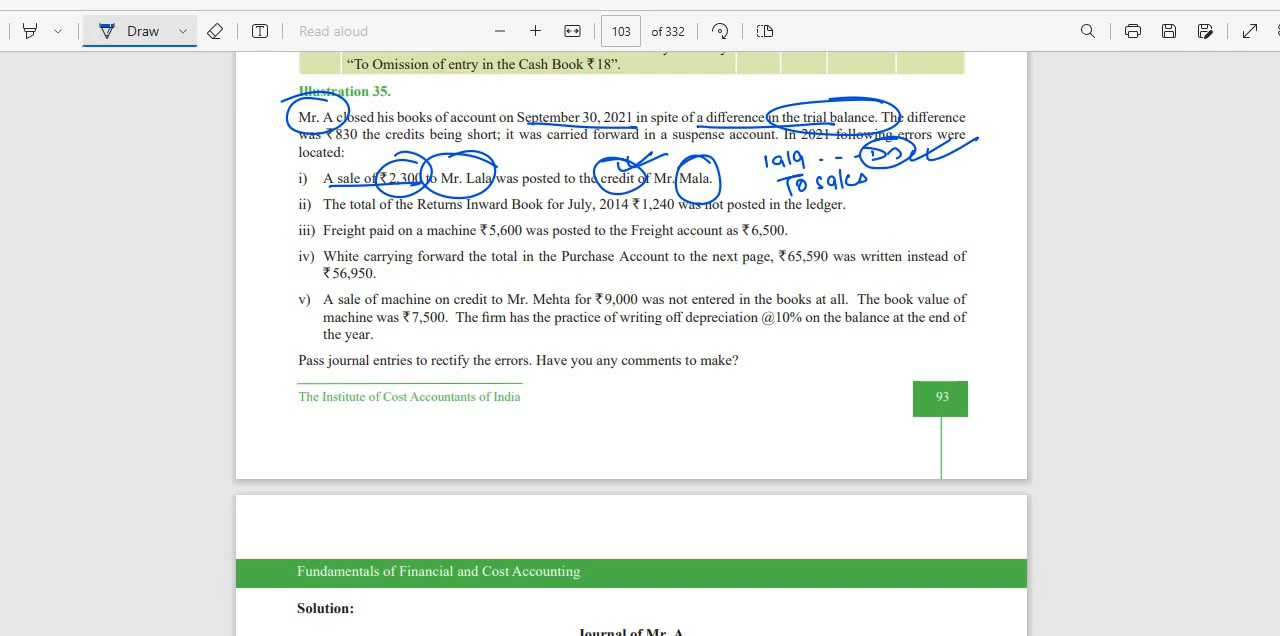 Draw
Read aloud
103
of 332
"To Omission of entry in the Cash Book ₹ 18".
Illustration 35.
Mr. A closed his books of account on September 30, 2021 in spite of a difference in the trial balance. The difference
was ₹ 830 the credits being short; it was carried forward in a suspense account. In 2021 following errors were
located:
i) A sale of ₹ 2,300 to Mr. Lala was posted to the credit of Mr. Mala.
To sales
ii) The total of the Returns Inward Book for July, 2014 ₹ 1,240 was not posted in the ledger.
iii) Freight paid on a machine ₹ 5,600 was posted to the Freight account as ₹ 6,500.
iv) White carrying forward the total in the Purchase Account to the next page, ₹ 65,590 was written instead of
₹ 56,950.
v) A sale of machine on credit to Mr. Mehta for ₹ 9,000 was not entered in the books at all. The book value of
machine was ₹ 7,500. The firm has the practice of writing off depreciation @10% on the balance at the end of
the year.
Pass journal entries to rectify the errors. Have you any comments to make?
The Institute of Cost Accountants of India
93
Fundamentals of Financial and Cost Accounting
Solution:
Journal of Mr. A